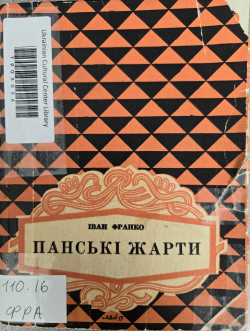 Ukrainian Cultural Center Library
ІВАН ФРАНКО
ПАНСЬКІ ЖАРТИ
110.16
ФРА